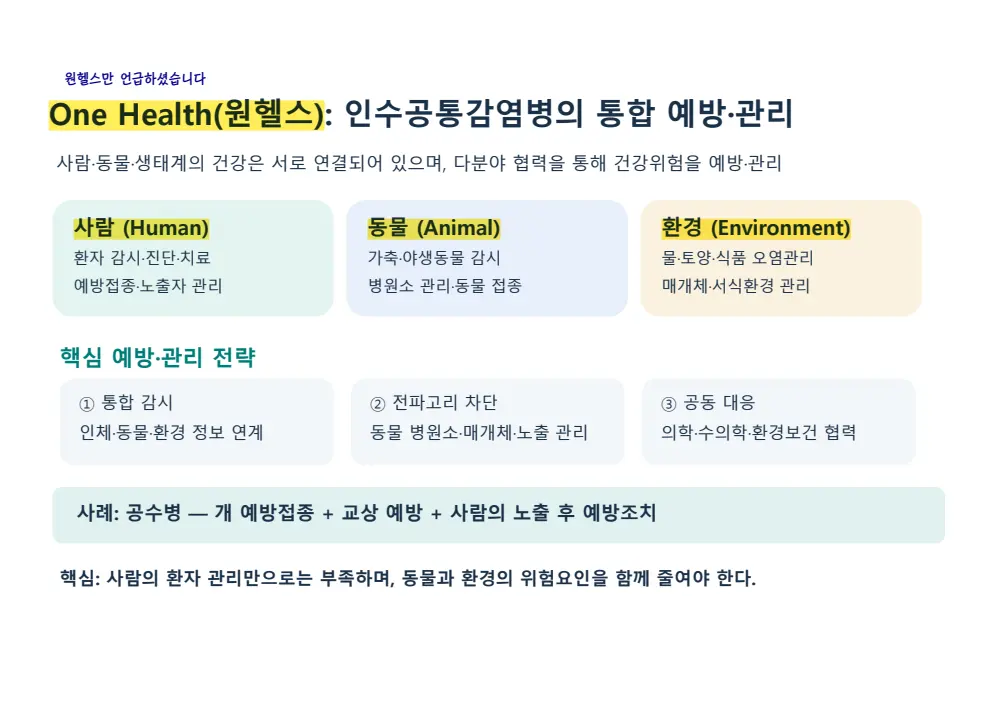 원헬스만 언급하셨습니다
One Health(원헬스): 인수공통감염병의 통합 예방·관리
사람·동물·생태계의 건강은 서로 연결되어 있으며, 다분야 협력을 통해 건강위험을 예방·관리
사람 (Human)
환자 감시·진단·치료
예방접종·노출자 관리
동물 (Animal)
가축·야생동물 감시
병원소 관리·동물 접종
환경 (Environment)
물·토양·식품 오염관리
매개체·서식환경 관리
핵심 예방·관리 전략
① 통합 감시
인체·동물·환경 정보 연계
② 전파고리 차단
동물 병원소·매개체·노출 관리
③ 공동 대응
의학·수의학·환경보건 협력
사례: 공수병 — 개 예방접종 + 교상 예방 + 사람의 노출 후 예방조치
핵심: 사람의 환자 관리만으로는 부족하며, 동물과 환경의 위험요인을 함께 줄여야 한다.